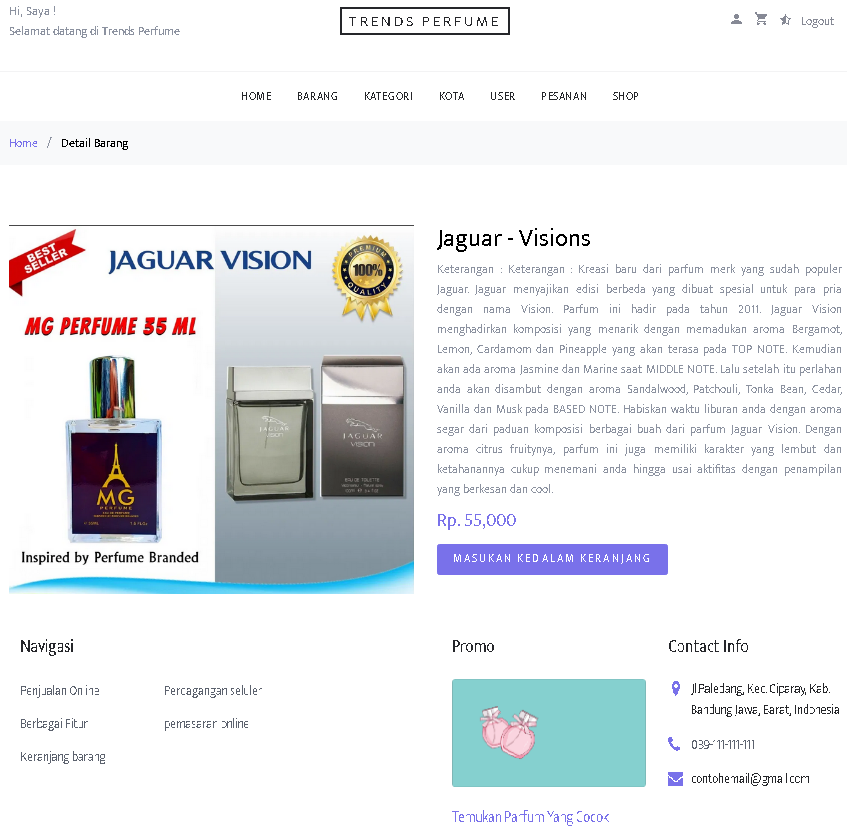 Hi, Saya !
Selamat datang di Trends Perfume
TRENDS PERFUME
Logout
HOME BARANG KATEGORI KOTA USER PESANAN SHOP
Home / Detail Barang
BEST SELLER
JAGUAR VISION
PREMIUM
100%
QUALITY
MG PERFUME 35 ML
MG
PERFUME
JAGUAR
VISION
JAGUAR
VISION
Inspired by Perfume Branded
Jaguar - Visions
Keterangan : Keterangan : Kreasi baru dari parfum merk yang sudah populer
Jaguar. Jaguar menyajikan edisi berbeda yang dibuat spesial untuk para pria
dengan nama Vision. Parfum ini hadir pada tahun 2011. Jaguar Vision
menghadirkan komposisi yang menarik dengan memadukan aroma Bergamot,
Lemon, Cardamom dan Pineapple yang akan terasa pada TOP NOTE. Kemudian
akan ada aroma Jasmine dan Marine saat MIDDLE NOTE. Lalu setelah itu perlahan
anda akan disambut dengan aroma Sandalwood, Patchouli, Tonka Bean, Cedar,
Vanilla dan Musk pada BASED NOTE. Habiskan waktu liburan anda dengan aroma
segar dari paduan komposisi berbagai buah dari parfum Jaguar Vision. Dengan
aroma citrus fruitynya, parfum ini juga memiliki karakter yang lembut dan
ketahanannya cukup menemani anda hingga usai aktifitas dengan penampilan
yang berkesan dan cool.
Rp. 55,000
MASUKAN KEDALAM KERANJANG
Navigasi
Penjualan Online
Berbagai Fitur
Keranjang barang
Perdagangan seluler
pemasaran online
Promo
Temukan Parfum Yang Cocok
Contact Info
Jl.Paledang, Kec. Ciparay, Kab.
Bandung Jawa, Barat, Indonesia
089-111-111-111
contohemail@gmail.com